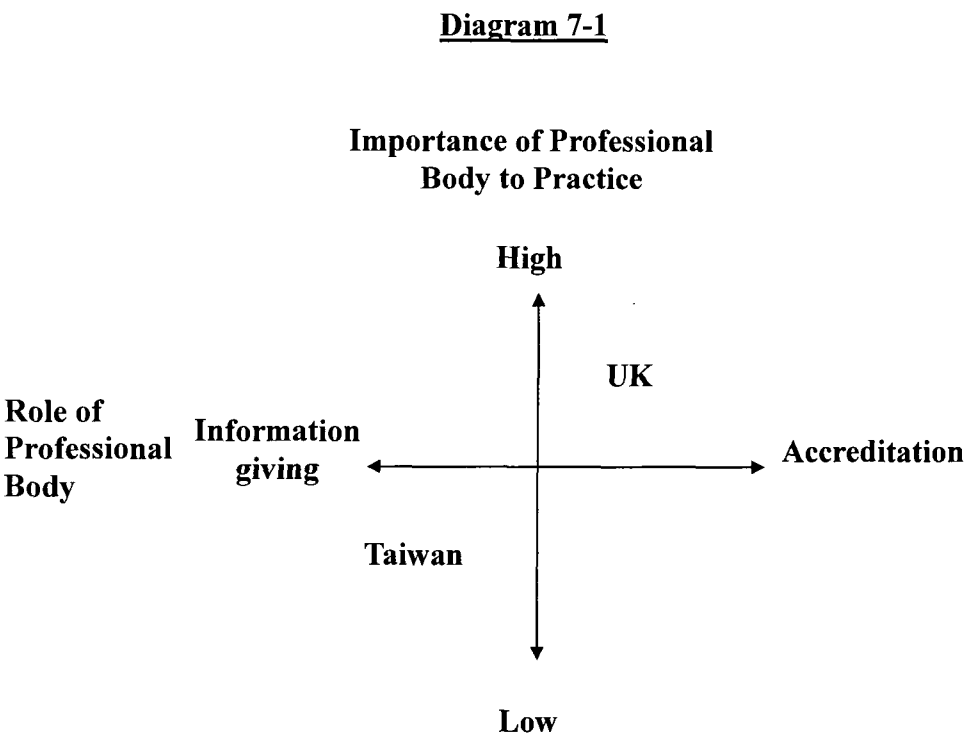 Diagram 7-1
Importance of Professional
Body to Practice
High
UK
Role of
Professional
Body
Information
giving
Accreditation
Taiwan
Low